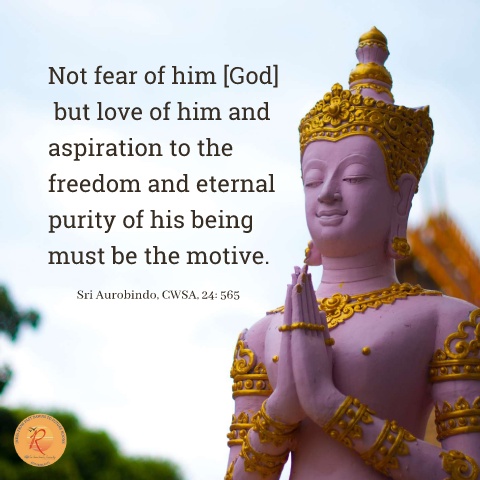 Not fear of him [God]
but love of him and
aspiration to the
freedom and eternal
purity of his being
must be the motive.
Sri Aurobindo, CWSA, 24: 565
R